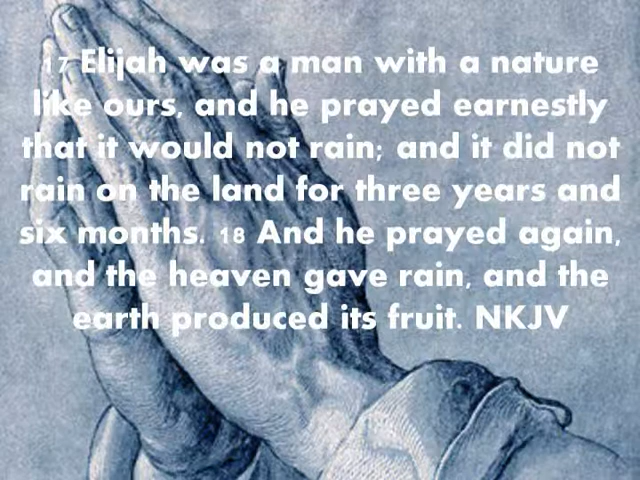 17 Elijah was a man with a nature
like ours, and he prayed earnestly
that it would not rain; and it did not
rain on the land for three years and
six months. 18 And he prayed again,
and the heaven gave rain, and the
earth produced its fruit. NKJV